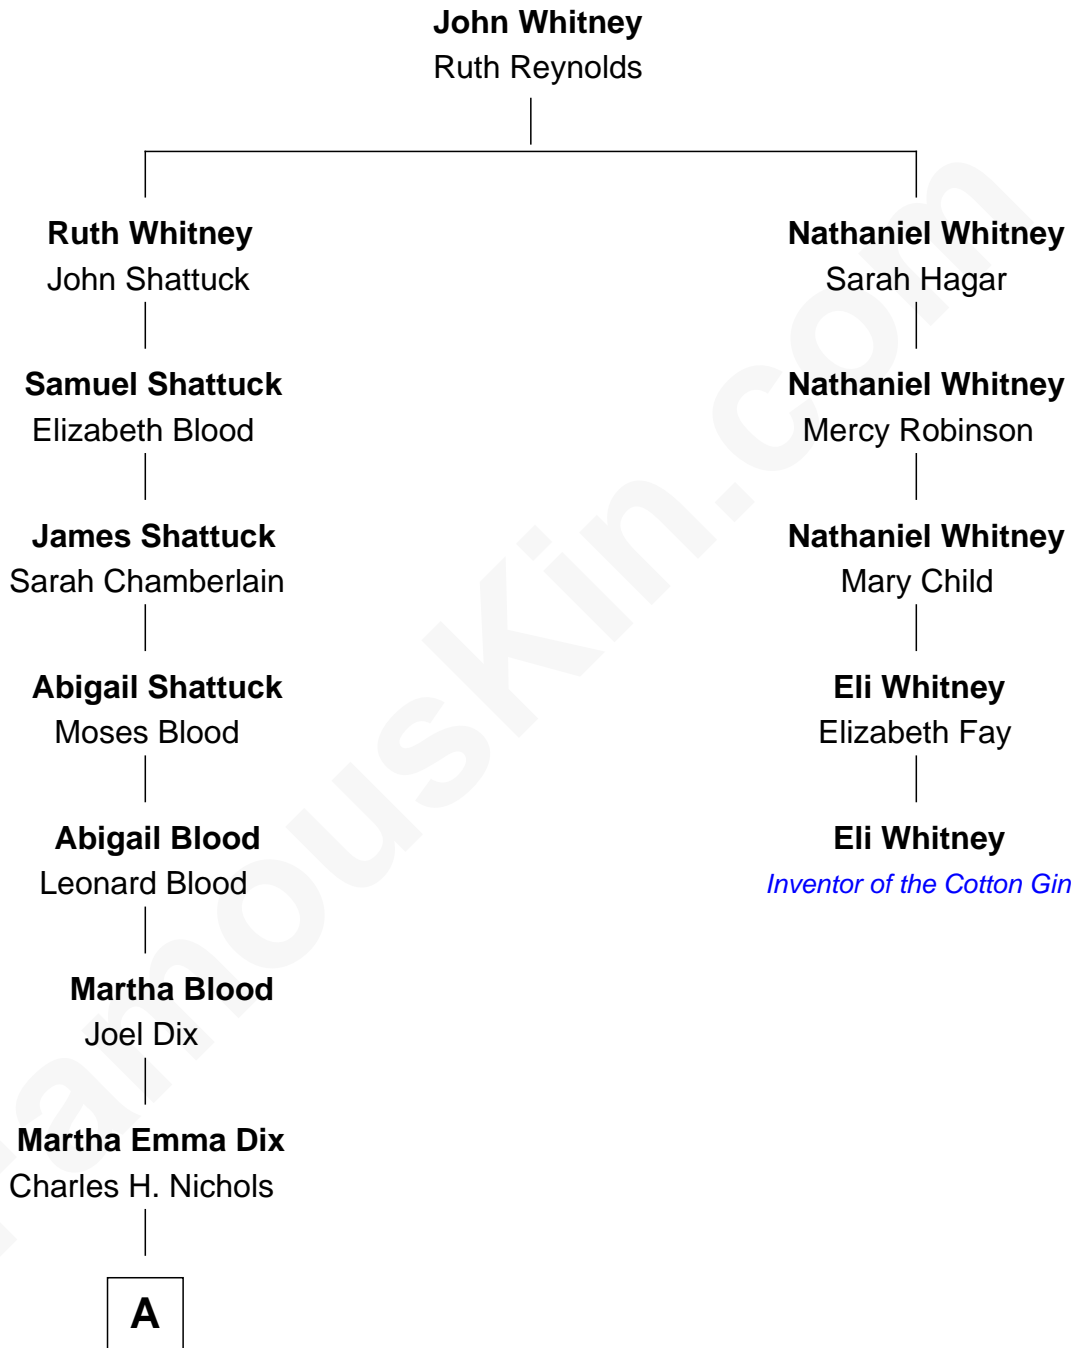 John Whitney
Ruth Reynolds
Ruth Whitney
John Shattuck
Nathaniel Whitney
Sarah Hagar
Samuel Shattuck
Elizabeth Blood
Nathaniel Whitney
Mercy Robinson
James Shattuck
Sarah Chamberlain
Nathaniel Whitney
Mary Child
Abigail Shattuck
Moses Blood
Eli Whitney
Elizabeth Fay
Abigail Blood
Leonard Blood
Eli Whitney
Inventor of the Cotton Gin
Martha Blood
Joel Dix
Martha Emma Dix
Charles H. Nichols
A
FamousKin.com